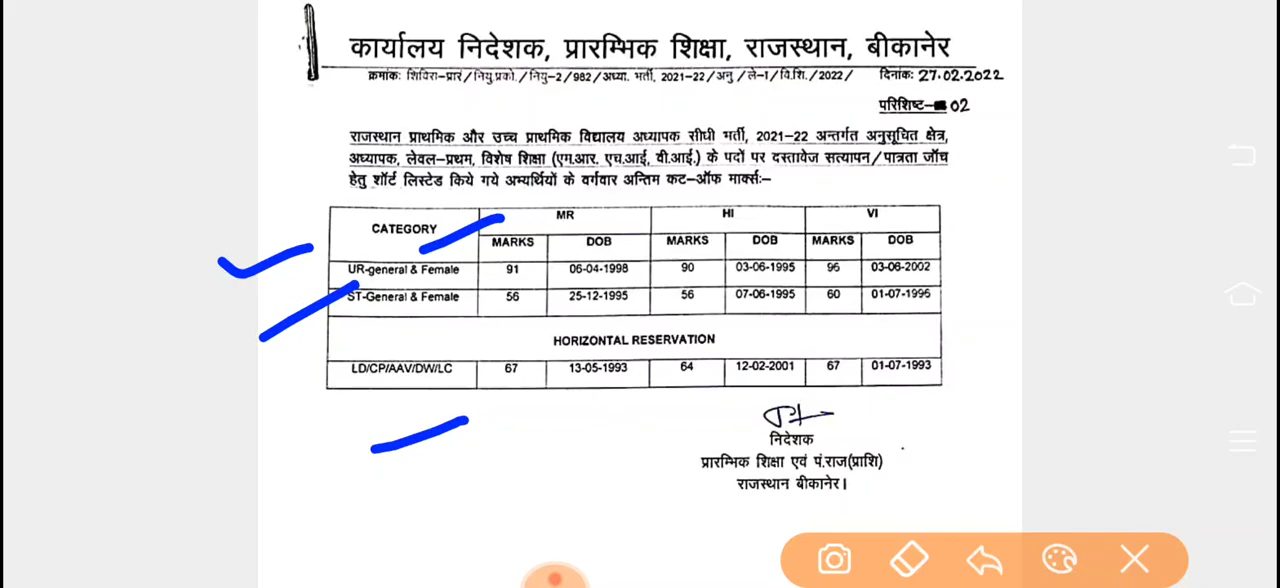 कार्यालय निदेशक, प्रारम्भिक शिक्षा, राजस्थान, बीकानेर
क्रमांकः शिविरा-प्रारं/नियु.प्रको./नियु-2/982/अध्या. भर्ती. 2021-22/अनु/ले-1/वि.शि./2022/ दिनांकः 27.02.2022
परिशिष्ट- 02
राजस्थान प्राथमिक और उच्च प्राथमिक विद्यालय अध्यापक सीधी भर्ती, 2021-22 अन्तर्गत अनुसूचित क्षेत्र,
अध्यापक, लेवल-प्रथम, विशेष शिक्षा (एम.आर. एच.आई, वी.आई.) के पदों पर दस्तावेज सत्यापन/पात्रता जॉच
हेतु शॉर्ट लिस्टेड किये गये अभ्यर्थियों के वर्गवार अन्तिम कट-ऑफ मार्क्सः-
CATEGORY MR HI VI
MARKS DOB MARKS DOB MARKS DOB
UR-general & Female 91 06-04-1998 90 03-06-1995 96 03-06-2002
ST-General & Female 56 25-12-1995 56 07-06-1995 60 01-07-1996
HORIZONTAL RESERVATION
LD/CP/AAV/DW/LC 67 13-05-1993 64 12-02-2001 67 01-07-1993
निदेशक
प्रारम्भिक शिक्षा एवं पं.राज(प्राशि)
राजस्थान बीकानेर।